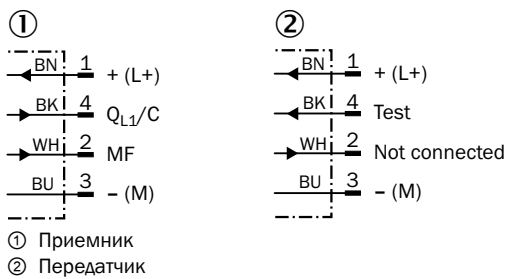 ① ②
BN 1 + (L+) BN 1 + (L+)
BK 4 QL1/C BK 4 Test
WH 2 MF WH 2 Not connected
BU 3 – (M) BU 3 – (M)
① Приемник
② Передатчик